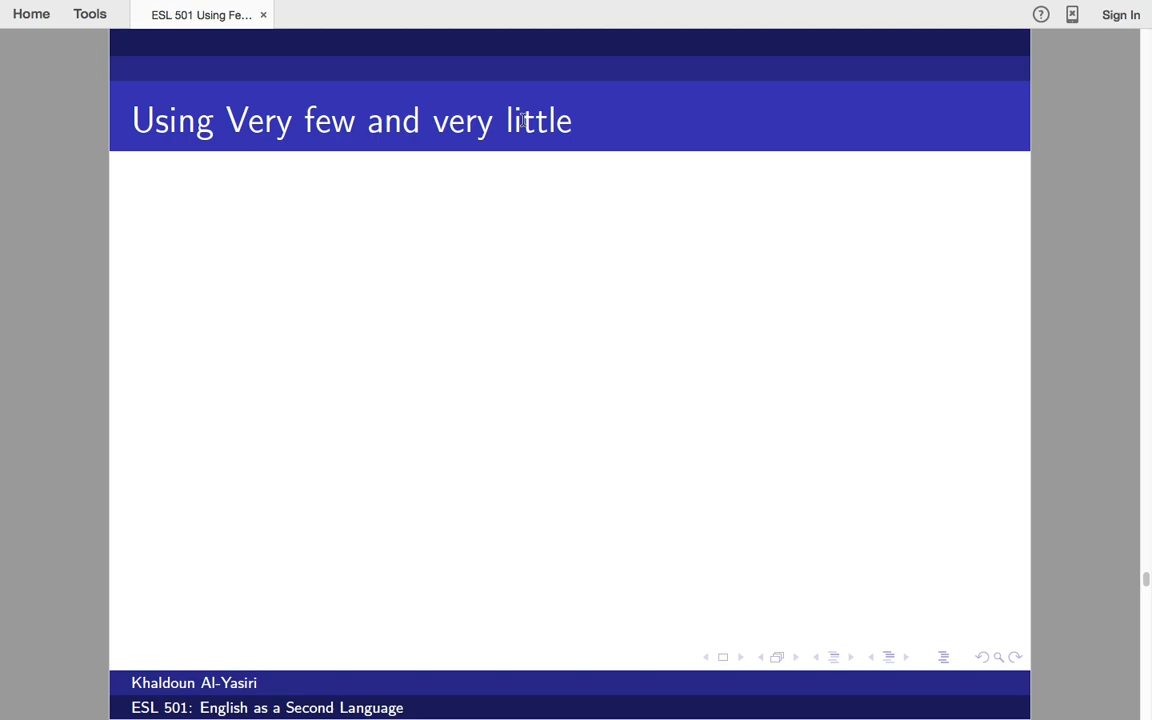 Home Tools ESL 501 Using Fe... × ? Sign In
Using Very few and very little
Khaldoun Al-Yasiri
ESL 501: English as a Second Language